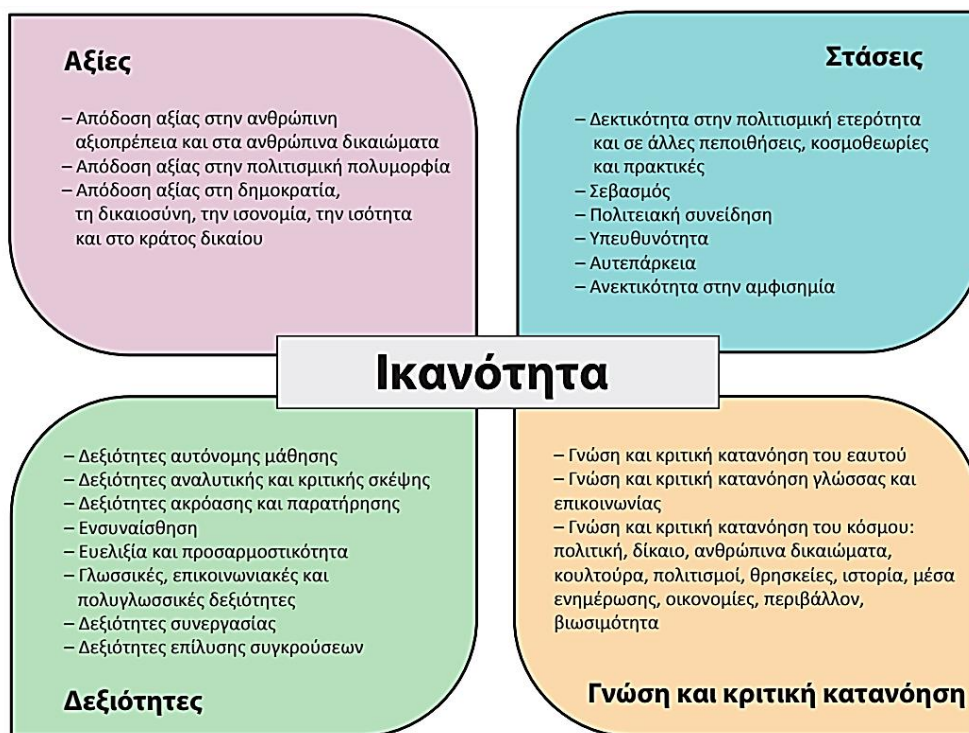 Αξίες
– Απόδοση αξίας στην ανθρώπινη
αξιοπρέπεια και στα ανθρώπινα δικαιώματα
– Απόδοση αξίας στην πολιτισμική πολυμορφία
– Απόδοση αξίας στη δημοκρατία,
τη δικαιοσύνη, την ισονομία, την ισότητα
και στο κράτος δικαίου
Στάσεις
– Δεκτικότητα στην πολιτισμική ετερότητα
και σε άλλες πεποιθήσεις, κοσμοθεωρίες
και πρακτικές
– Σεβασμός
– Πολιτειακή συνείδηση
– Υπευθυνότητα
– Αυτεπάρκεια
– Ανεκτικότητα στην αμφισημία
Ικανότητα
– Δεξιότητες αυτόνομης μάθησης
– Δεξιότητες αναλυτικής και κριτικής σκέψης
– Δεξιότητες ακρόασης και παρατήρησης
– Ενσυναίσθηση
– Ευελιξία και προσαρμοστικότητα
– Γλωσσικές, επικοινωνιακές και
πολυγλωσσικές δεξιότητες
– Δεξιότητες συνεργασίας
– Δεξιότητες επίλυσης συγκρούσεων
Δεξιότητες
– Γνώση και κριτική κατανόηση του εαυτού
– Γνώση και κριτική κατανόηση γλώσσας και
επικοινωνίας
– Γνώση και κριτική κατανόηση του κόσμου:
πολιτική, δίκαιο, ανθρώπινα δικαιώματα,
κουλτούρα, πολιτισμοί, θρησκείες, ιστορία, μέσα
ενημέρωσης, οικονομίες, περιβάλλον,
βιωσιμότητα
Γνώση και κριτική κατανόηση